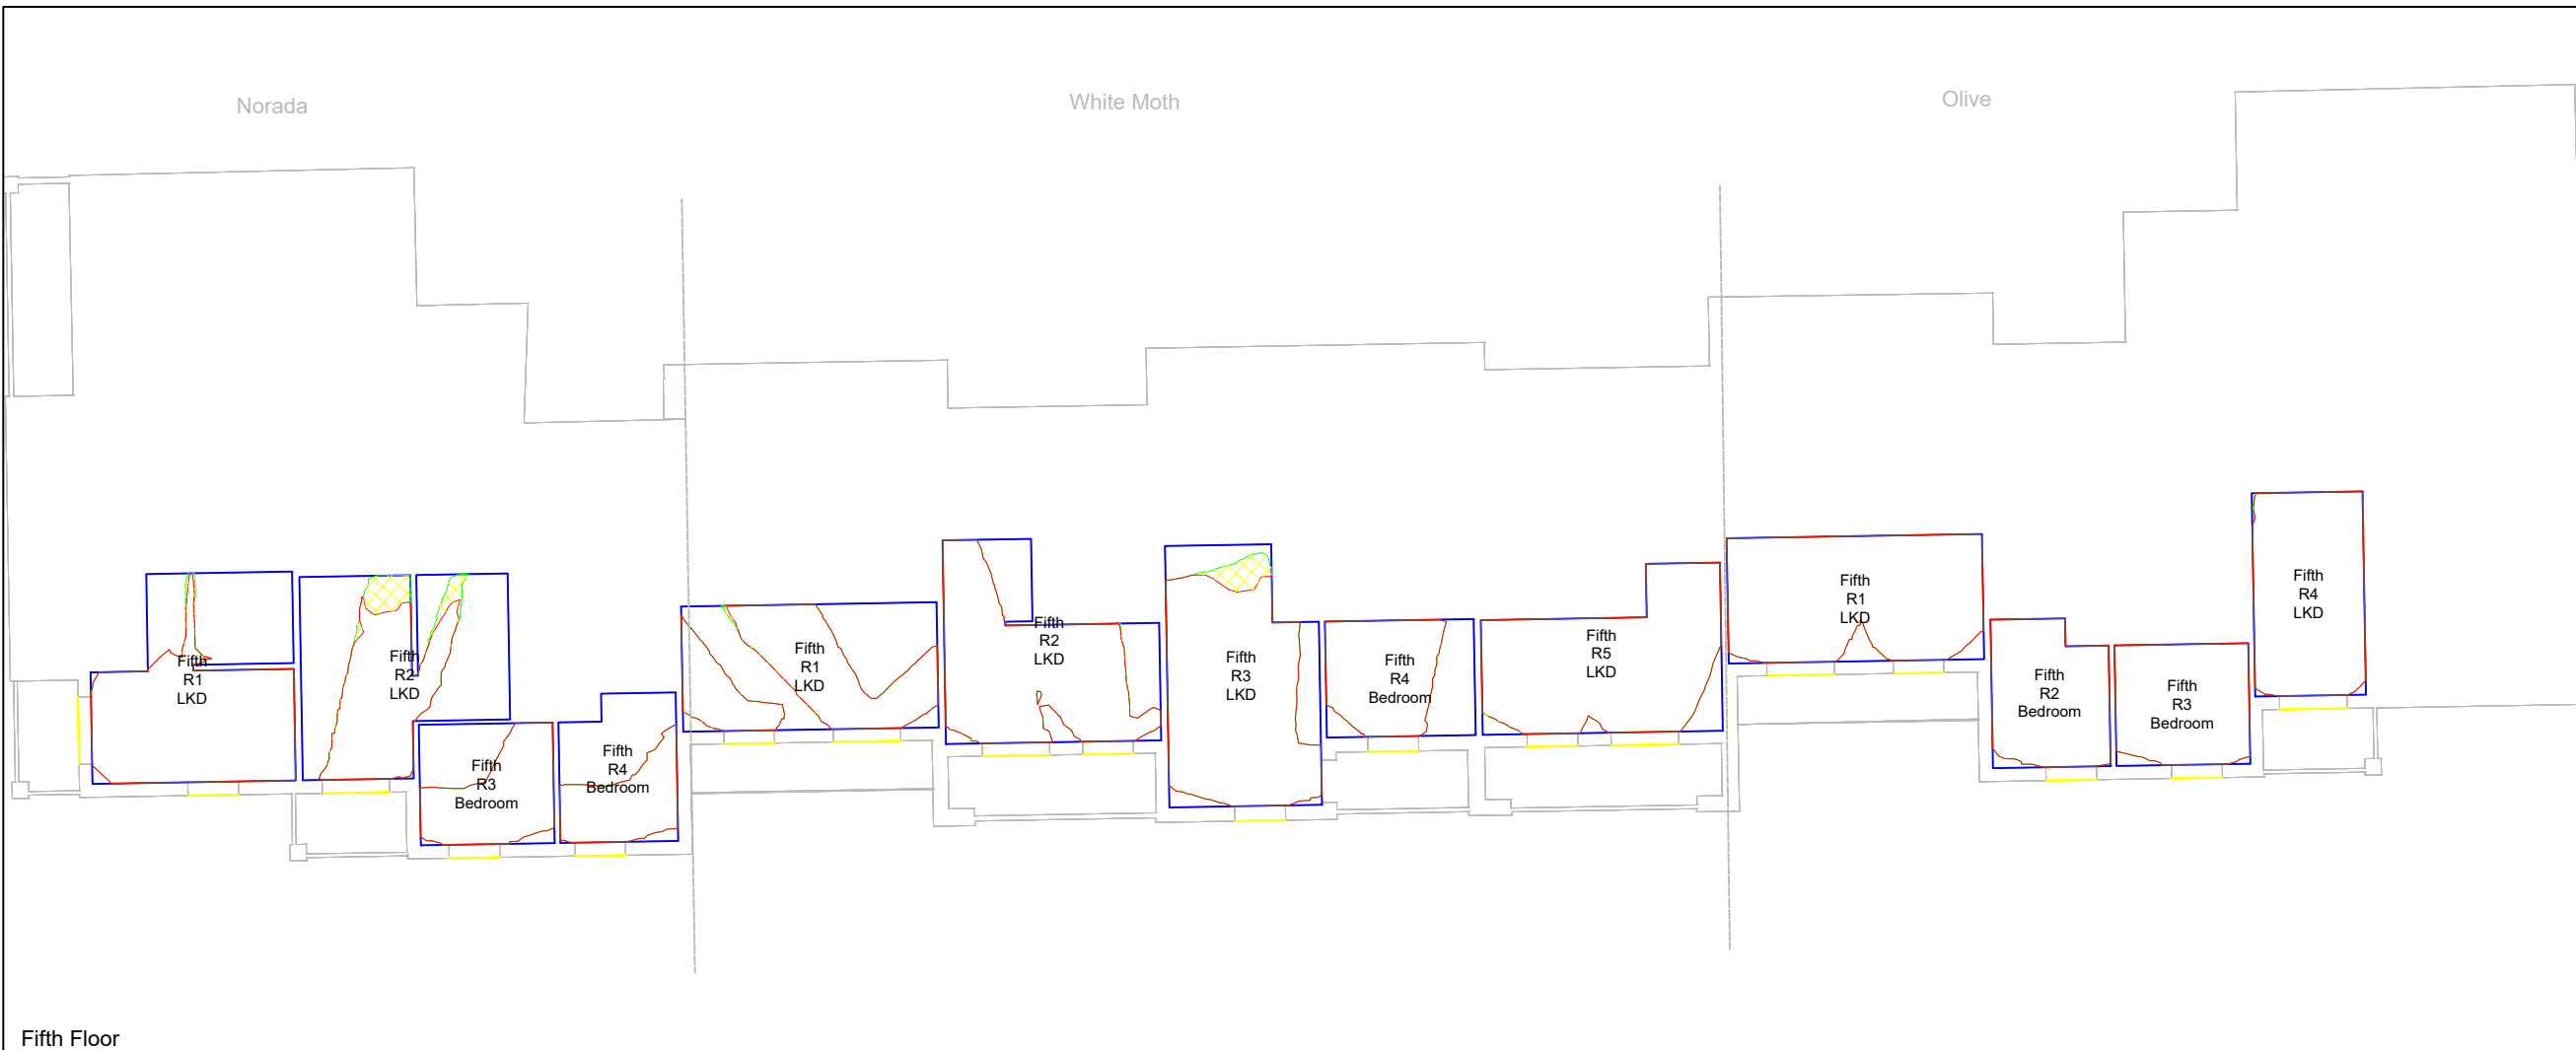 Norada
White Moth
Olive
Fifth
R1
LKD
Fifth
R2
LKD
Fifth
R3
Bedroom
Fifth
R4
Bedroom
Fifth
R1
LKD
Fifth
R2
LKD
Fifth
R3
LKD
Fifth
R4
Bedroom
Fifth
R5
LKD
Fifth
R1
LKD
Fifth
R2
Bedroom
Fifth
R3
Bedroom
Fifth
R4
LKD
Fifth Floor